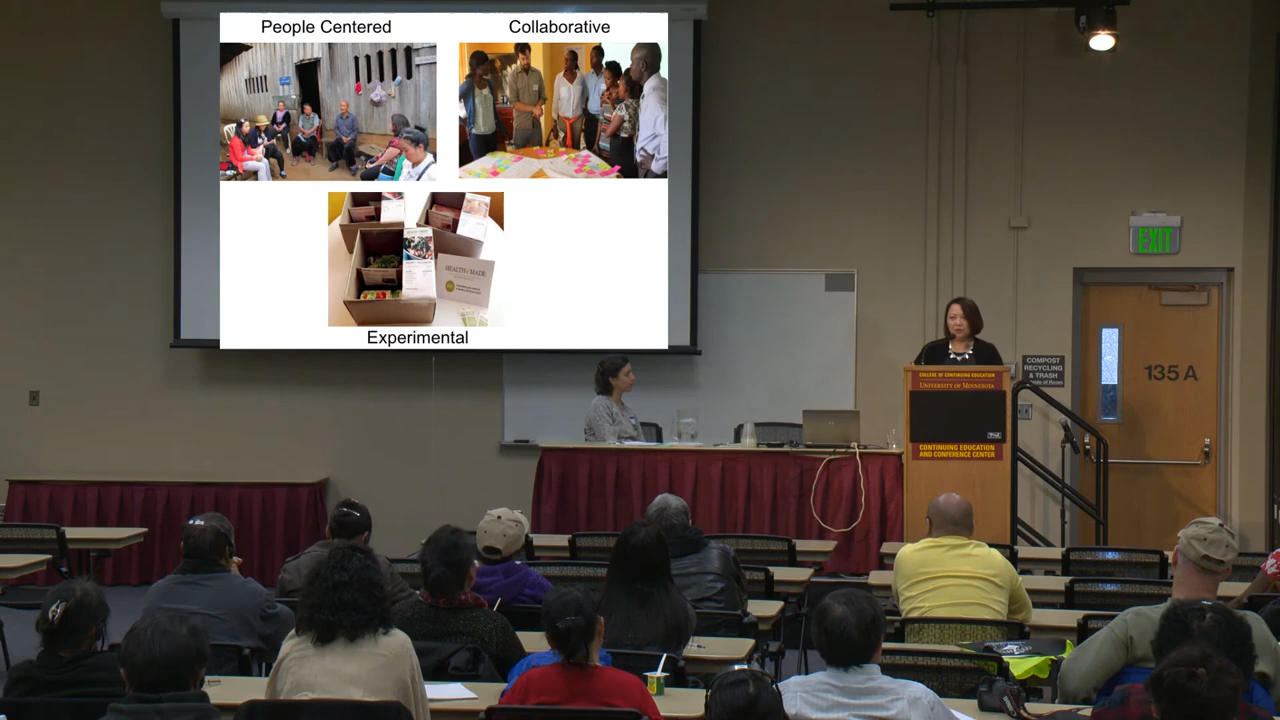 People Centered
Collaborative
HEALTH MADE
Experimental
EXIT
135 A
COMPOST
RECYCLING
& TRASH
COLLEGE OF CONTINUING EDUCATION
UNIVERSITY OF MINNESOTA
CONTINUING EDUCATION
AND CONFERENCE CENTER